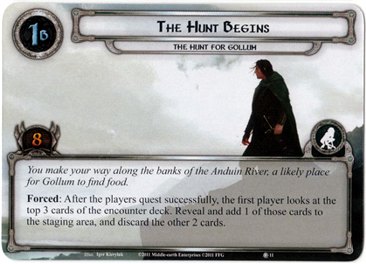 1B
The Hunt Begins
The Hunt for Gollum
8
You make your way along the banks of the Anduin River, a likely place
for Gollum to find food.
Forced: After the players quest successfully, the first player looks at
the top 3 cards of the encounter deck. Reveal and add 1 of those cards to
the staging area, and discard the other 2 cards.
Illus. Igor Kieryluk ©2011 Middle-earth Enterprises ©2011 FFG 11